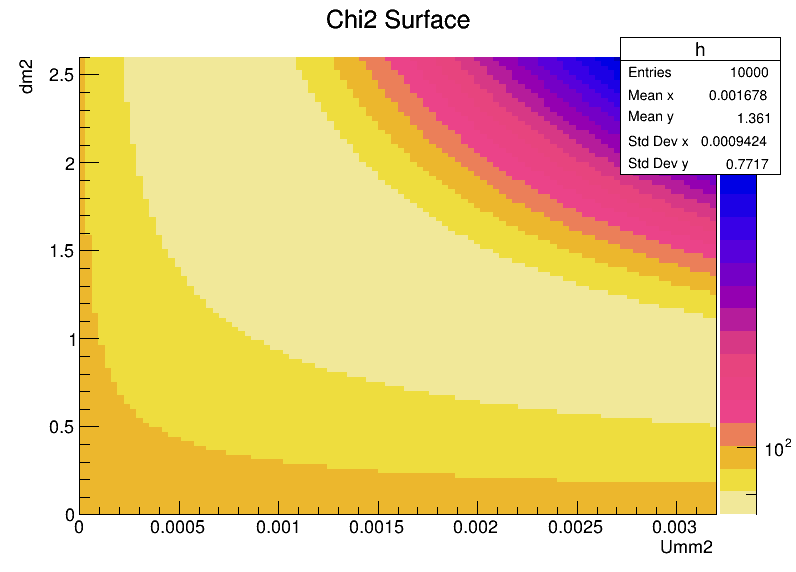 Chi2 Surface
dm2
h
Entries 10000
Mean x 0.001678
Mean y 1.361
Std Dev x 0.0009424
Std Dev y 0.7717
2.5
2
1.5
1
0.5
0
10²
0 0.0005 0.001 0.0015 0.002 0.0025 0.003
Umm2